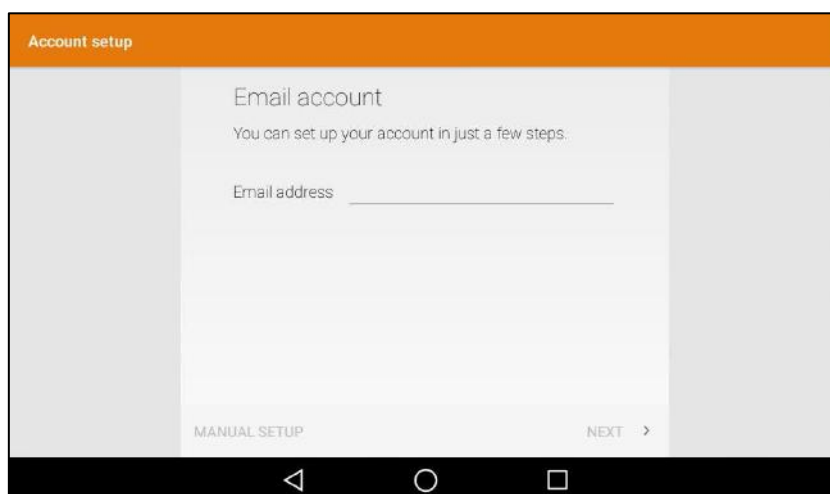 Account setup
Email account
You can set up your account in just a few steps.
Email address
MANUAL SETUP
NEXT >